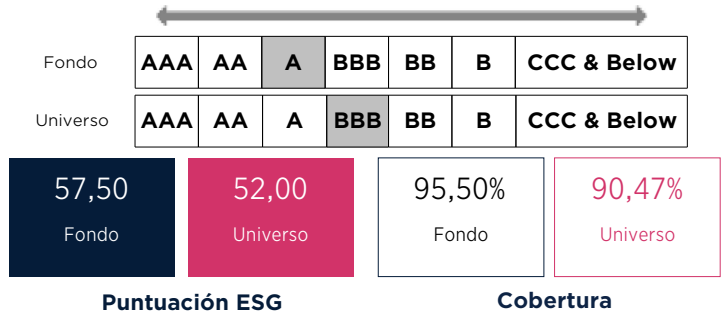 Fondo AAA AA A BBB BB B CCC & Below
Universo AAA AA A BBB BB B CCC & Below
57,50 52,00 95,50% 90,47%
Fondo Universo Fondo Universo
Puntuación ESG Cobertura